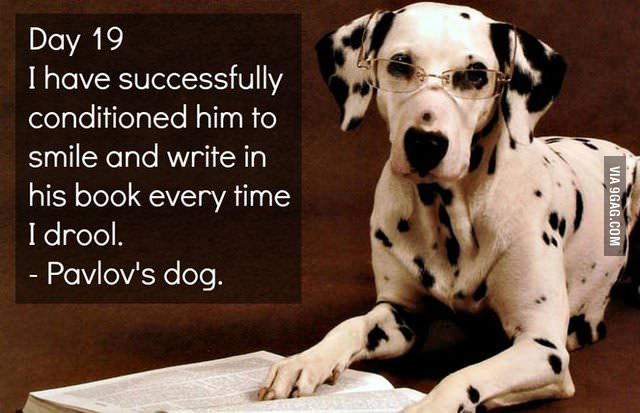 Day 19
I have successfully
conditioned him to
smile and write in
his book every time
I drool.
- Pavlov's dog.
VIA 9GAG.COM